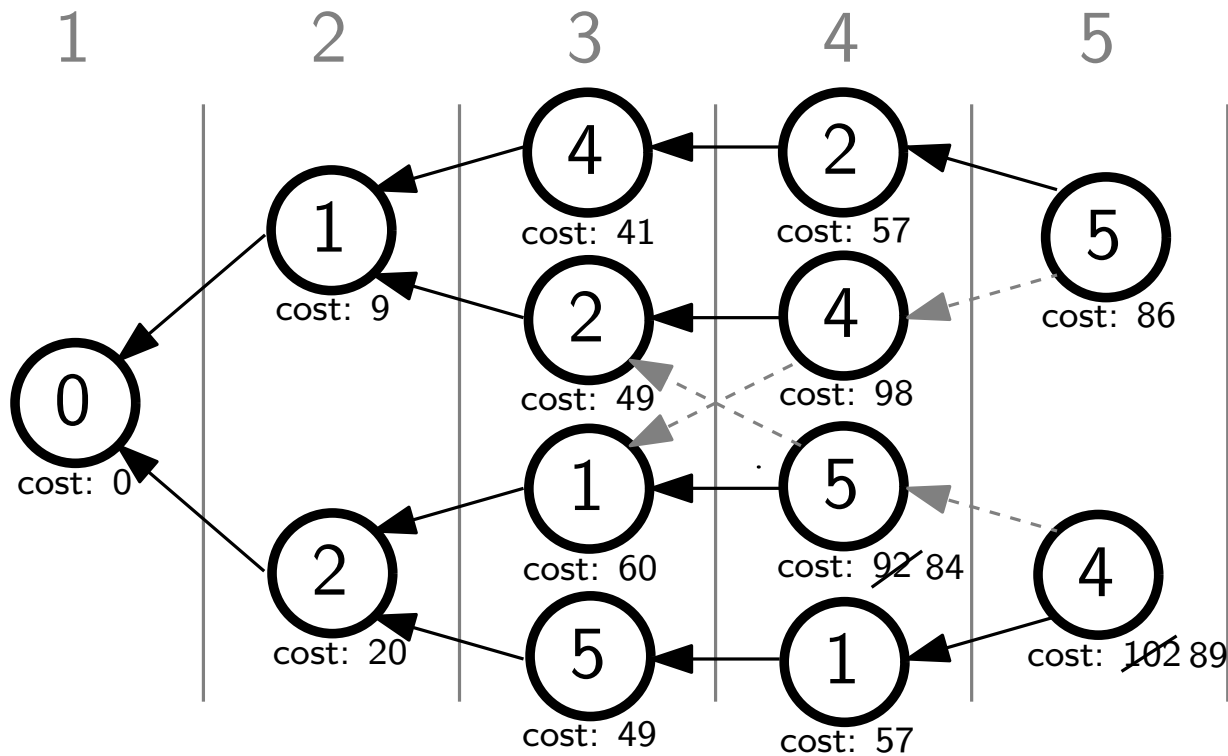 1 2 3 4 5
4
cost: 41
2
cost: 57
1
cost: 9
5
cost: 86
2
cost: 49
4
cost: 98
0
cost: 0
1
cost: 60
5
cost: 92 84
2
cost: 20
4
cost: 102 89
5
cost: 49
1
cost: 57